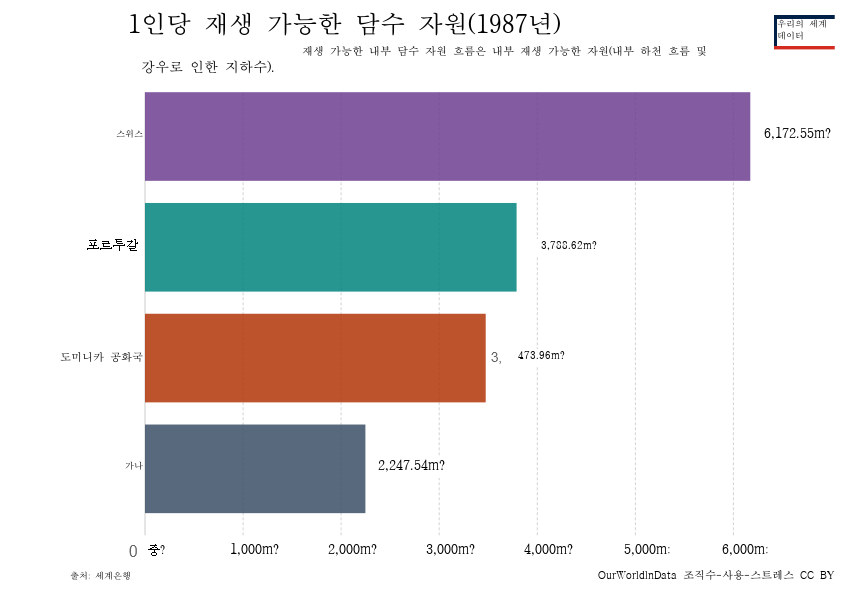 1인당 재생 가능한 담수 자원(1987년)
우리의 세계
데이터
재생 가능한 내부 담수 자원 흐름은 내부 재생 가능한 자원(내부 하천 흐름 및
강우로 인한 지하수).
스위스 6,172.55m?
포르투갈 3,788.62m?
도미니카 공화국 3, 473.96m?
가나 2,247.54m?
0 중? 1,000m? 2,000m? 3,000m? 4,000m? 5,000m: 6,000m:
출처: 세계은행 OurWorldInData 조직수-사용-스트레스 CC BY